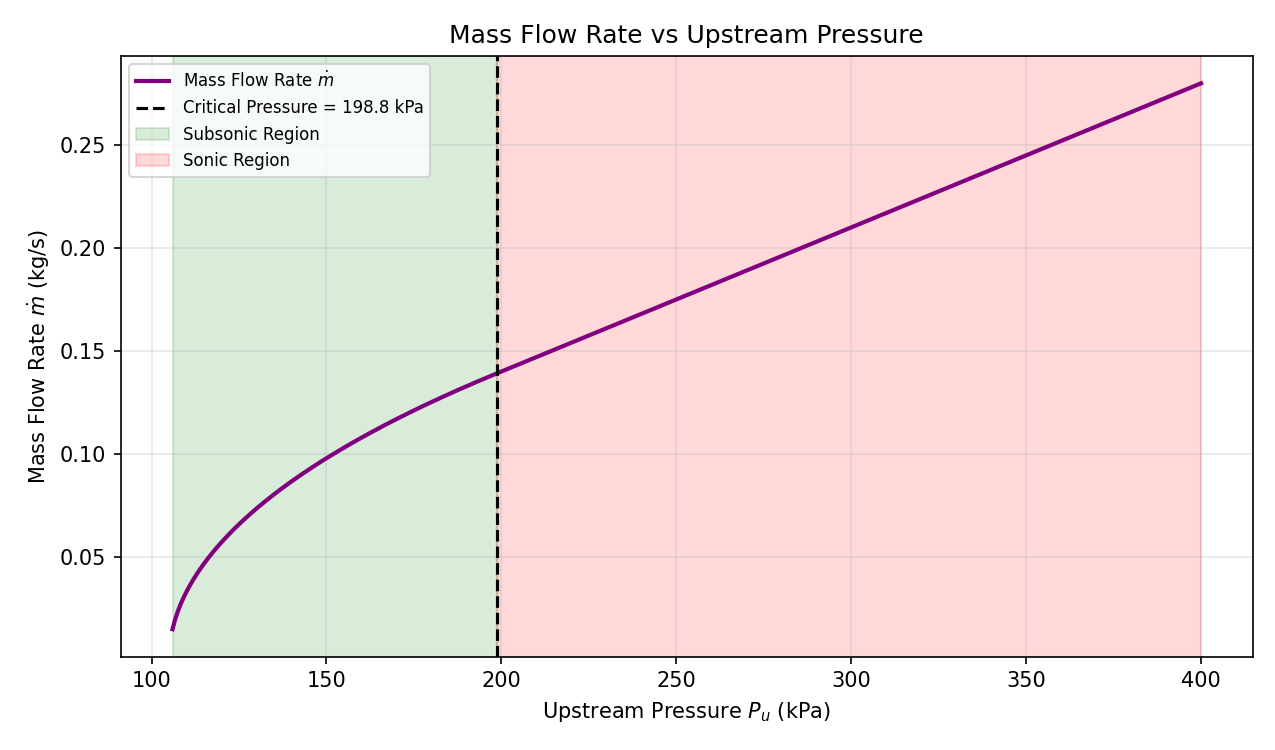 Mass Flow Rate vs Upstream Pressure
Mass Flow Rate ṁ
Critical Pressure = 198.8 kPa
Subsonic Region
Sonic Region
Mass Flow Rate ṁ (kg/s)
0.25
0.20
0.15
0.10
0.05
100 150 200 250 300 350 400
Upstream Pressure Pᵤ (kPa)